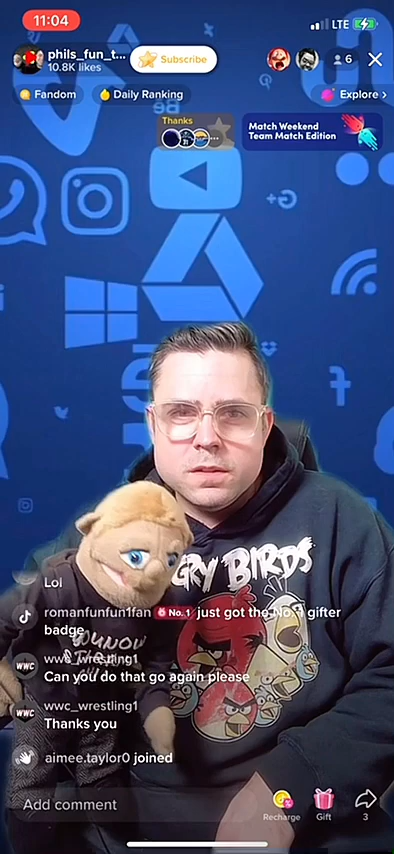 11:04
LTE
phils_fun_t...
10.8K likes
Subscribe
6
Fandom
Daily Ranking
Explore
Thanks
Match Weekend
Team Match Edition
GRY BIRDS
Lol
romanfunfun1fan No. 1 just got the No. 1 gifter
badge
wwc_wrestling1
Can you do that go again please
wwc_wrestling1
Thanks you
aimee.taylor0 joined
Add comment
Recharge
Gift
3